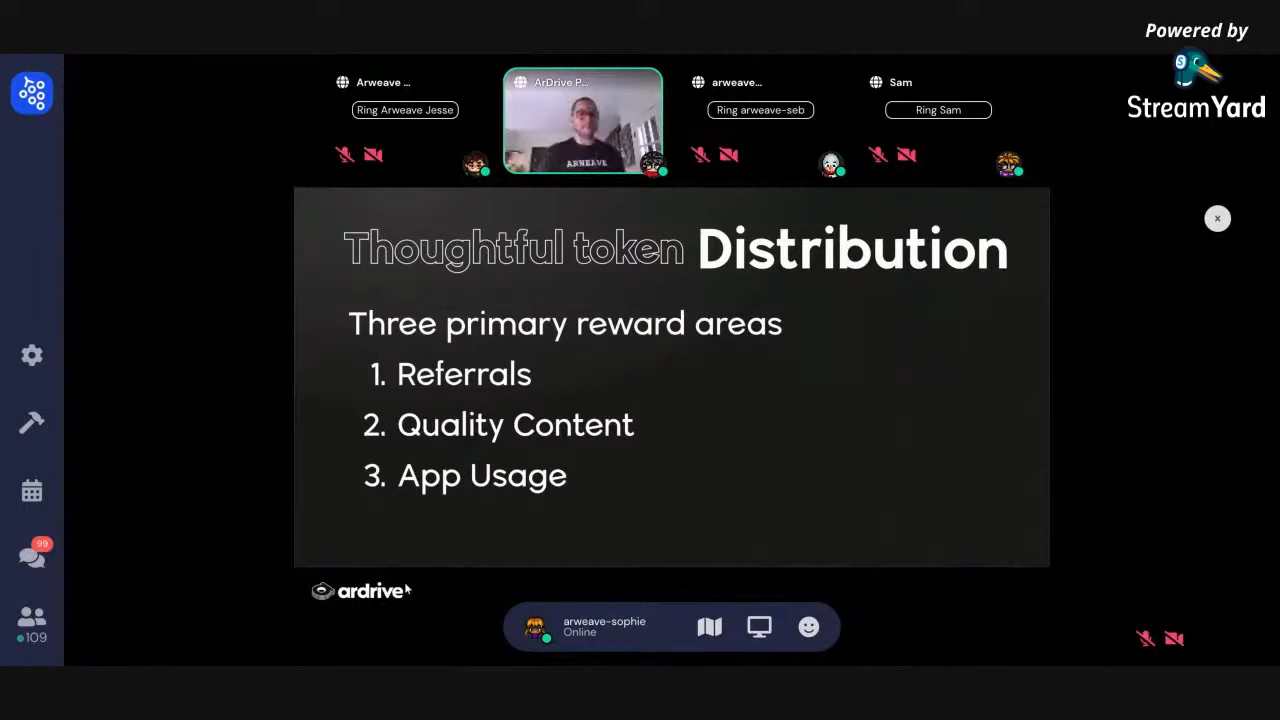 Powered by
StreamYard
Arweave ...
Ring Arweave Jesse
ArDrive P...
ARWEAVE
arweave...
Ring arweave-seb
Sam
Ring Sam
Thoughtful token Distribution
Three primary reward areas
1. Referrals
2. Quality Content
3. App Usage
99
109
ardrive
arweave-sophie
Online